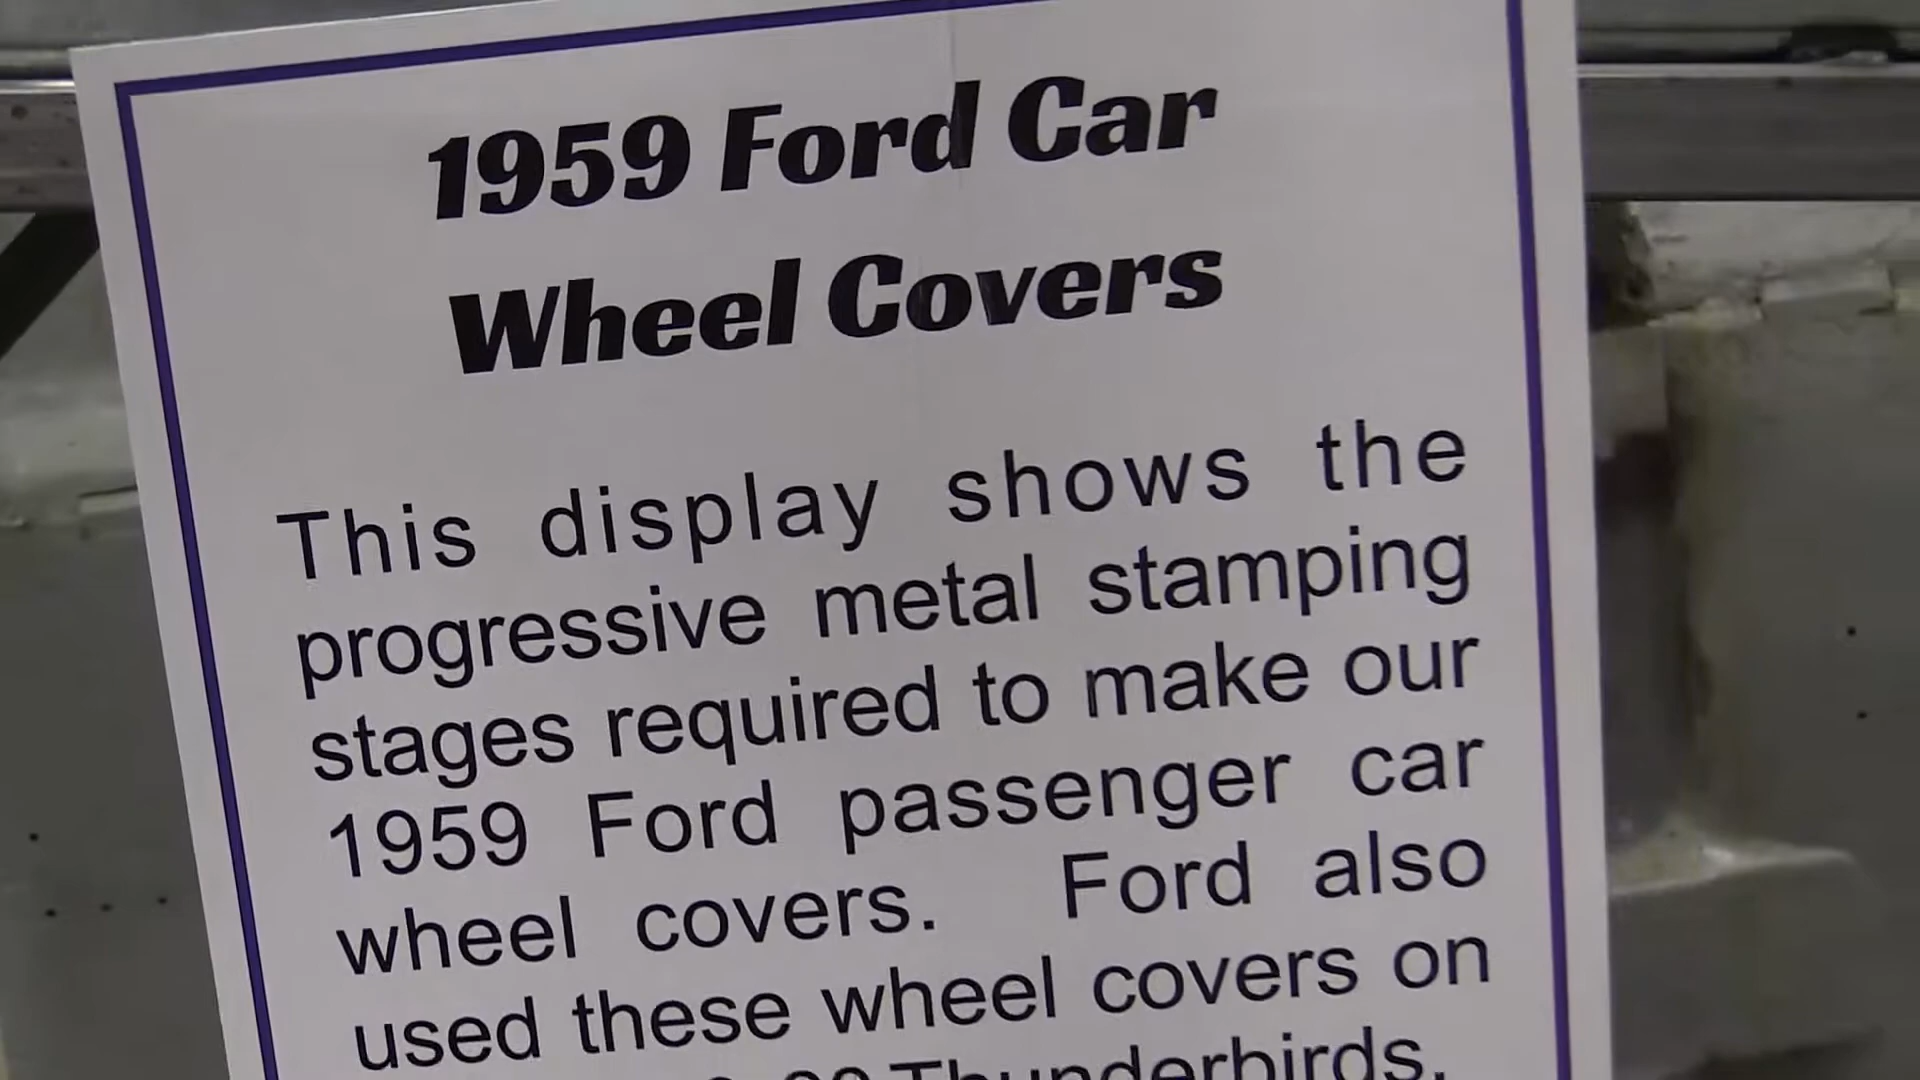 1959 Ford Car
Wheel Covers
This display shows the
progressive metal stamping
stages required to make our
1959 Ford passenger car
wheel covers. Ford also
used these wheel covers on
Thunderbirds.